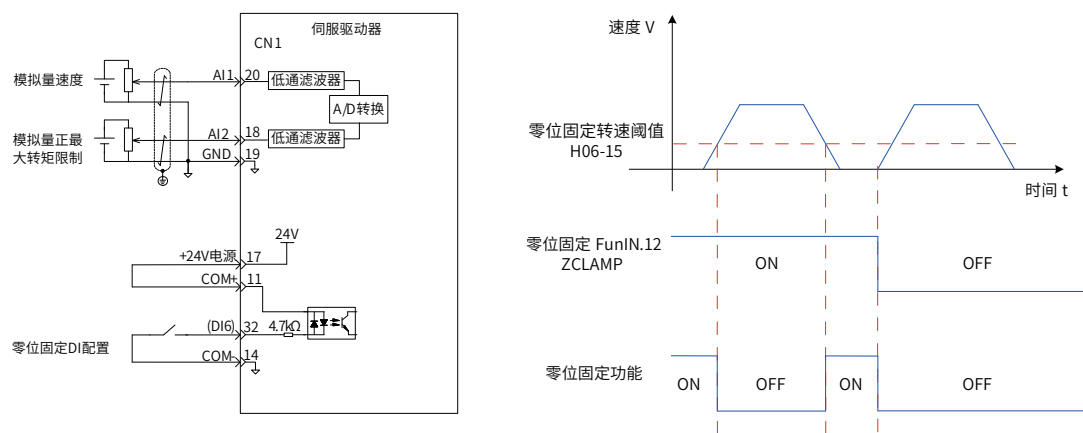 伺服驱动器
CN1
模拟量速度
AI1
20
低通滤波器
A/D转换
模拟量正最
大转矩限制
AI2
18
低通滤波器
GND
19
24V
+24V电源
17
COM+
11
零位固定DI配置
(DI6)
32
4.7kΩ
COM-
14
速度 V
零位固定转速阈值
H06-15
时间 t
零位固定 FunIN.12
ZCLAMP
ON
OFF
零位固定功能
ON
OFF
ON
OFF